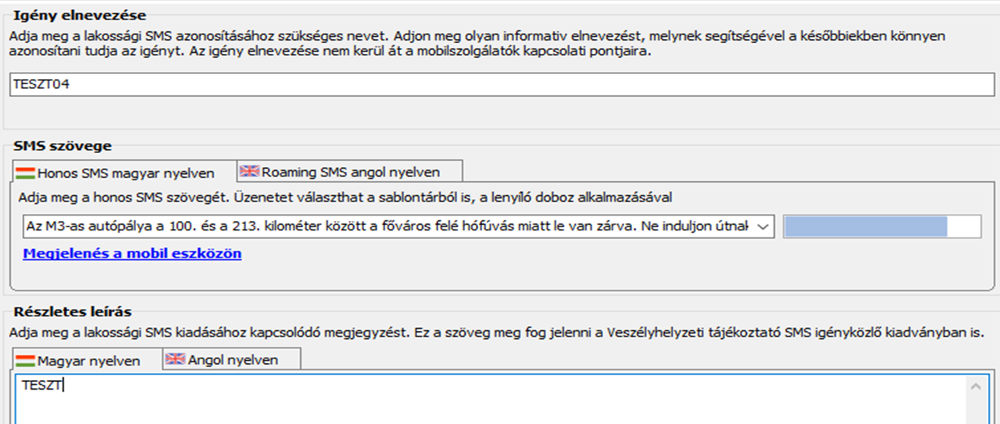 Igény elnevezése
Adja meg a lakossági SMS azonosításához szükséges nevet. Adjon meg olyan informativ elnevezést, melynek segítségével a későbbiekben könnyen
azonosítani tudja az igényt. Az igény elnevezése nem kerül át a mobilszolgálatók kapcsolati pontjaira.
TESZT04
SMS szövege
Honos SMS magyar nyelven
Roaming SMS angol nyelven
Adja meg a honos SMS szövegét. Üzenetet választhat a sablontárból is, a lenyíló doboz alkalmazásával
Az M3-as autópálya a 100. és a 213. kilométer között a főváros felé hófúvás miatt le van zárva. Ne induljon útnak
Megjelenés a mobil eszközön
Részletes leírás
Adja meg a lakossági SMS kiadásához kapcsolódó megjegyzést. Ez a szöveg meg fog jelenni a Veszélyhelyzeti tájékoztató SMS igényközlő kiadványban is.
Magyar nyelven
Angol nyelven
TESZT